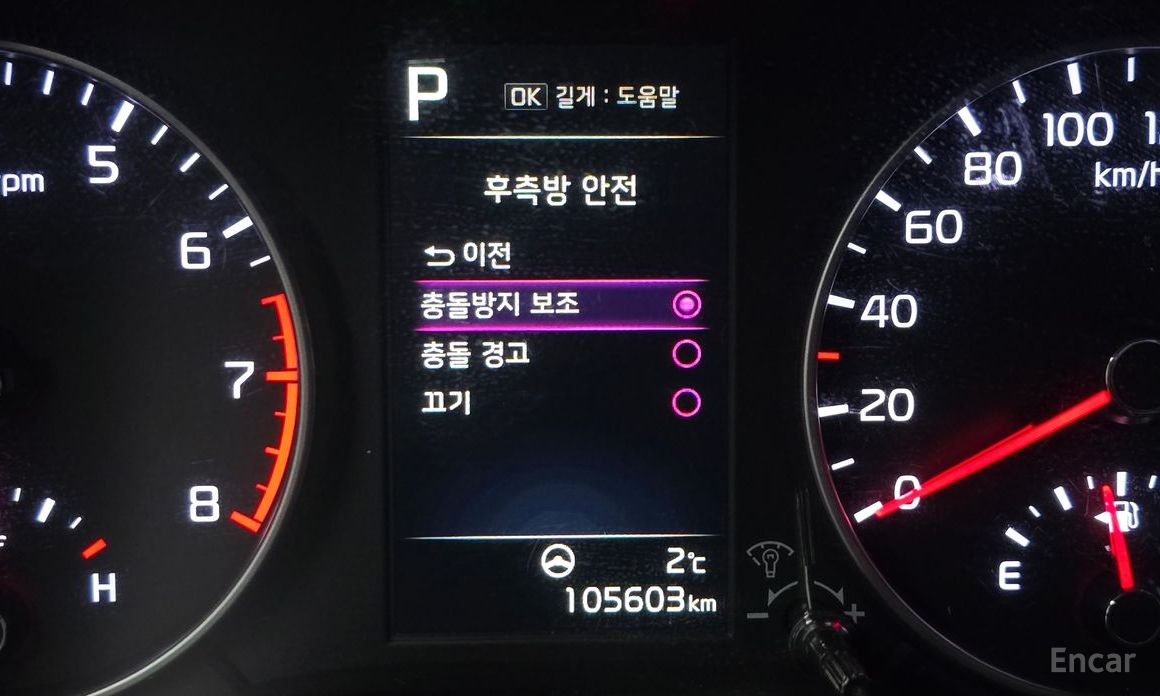 P
OK 길게 : 도움말
후측방 안전
이전
충돌방지 보조
충돌 경고
끄기
2℃
105603km
5
pm
6
7
8
H
100
80
km/h
60
40
20
0
E
- +
Encar